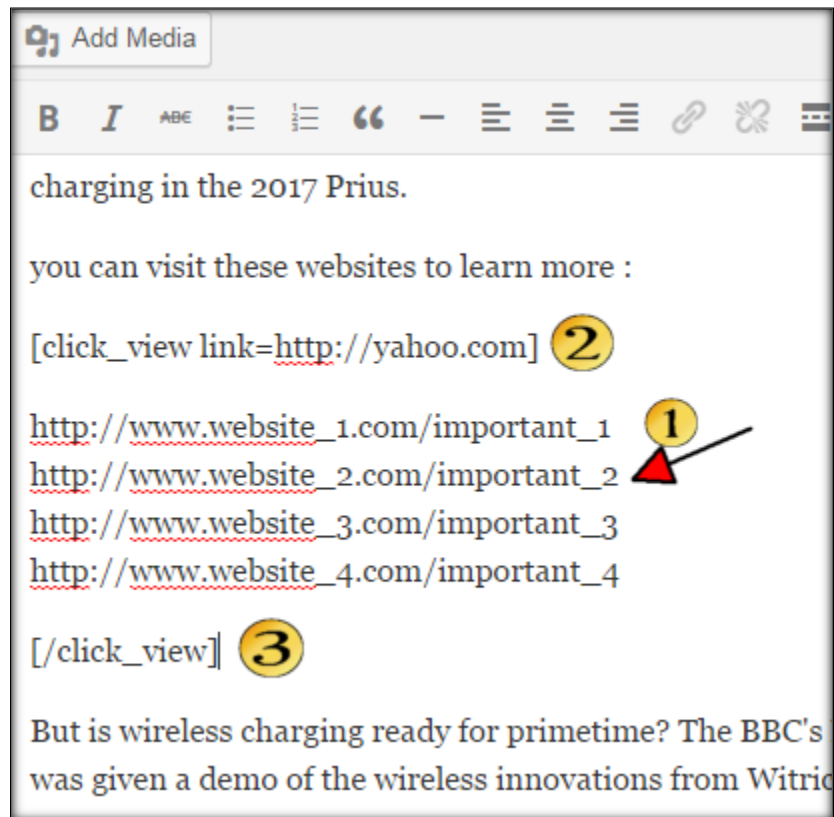 Add Media
B I ABE
charging in the 2017 Prius.
you can visit these websites to learn more :
[click_view link=http://yahoo.com] 2
http://www.website_1.com/important_1 1
http://www.website_2.com/important_2
http://www.website_3.com/important_3
http://www.website_4.com/important_4
[/click_view] 3
But is wireless charging ready for primetime? The BBC's
was given a demo of the wireless innovations from